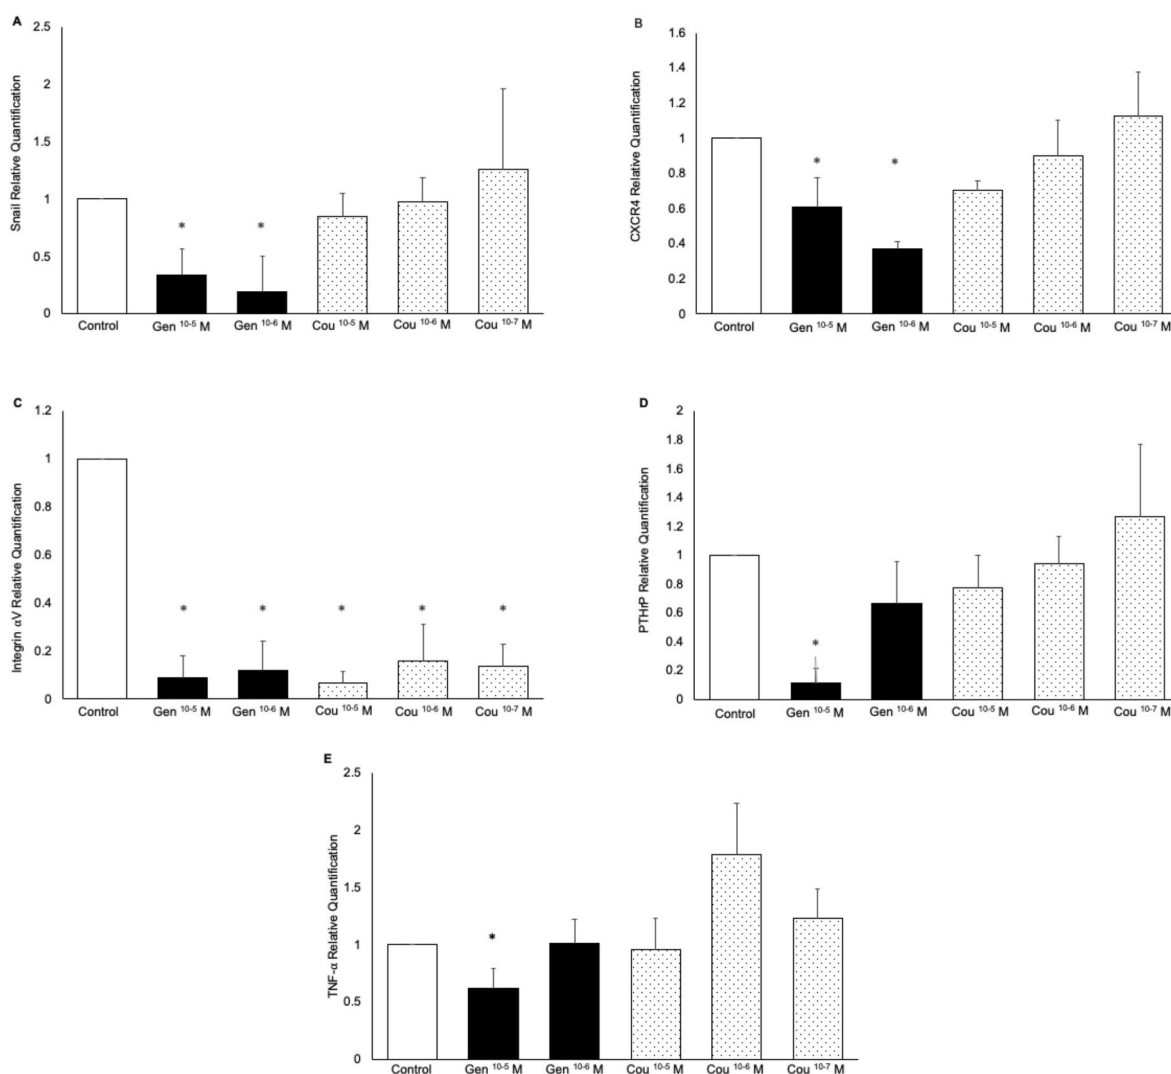 A
Snail Relative Quantification
2.5
2
1.5
1
0.5
0
* *
Control Gen 10-5 M Gen 10-6 M Cou 10-5 M Cou 10-6 M Cou 10-7 M
B
CXCR4 Relative Quantification
1.6
1.4
1.2
1
0.8
0.6
0.4
0.2
0
* *
Control Gen 10-5 M Gen 10-6 M Cou 10-5 M Cou 10-6 M Cou 10-7 M
C
Integrin αV Relative Quantification
1.2
1
0.8
0.6
0.4
0.2
0
* * * * *
Control Gen 10-5 M Gen 10-6 M Cou 10-5 M Cou 10-6 M Cou 10-7 M
D
PTHrP Relative Quantification
2
1.8
1.6
1.4
1.2
1
0.8
0.6
0.4
0.2
0
*
Control Gen 10-5 M Gen 10-6 M Cou 10-5 M Cou 10-6 M Cou 10-7 M
E
TNF-α Relative Quantification
2.5
2
1.5
1
0.5
0
*
Control Gen 10-5 M Gen 10-6 M Cou 10-5 M Cou 10-6 M Cou 10-7 M